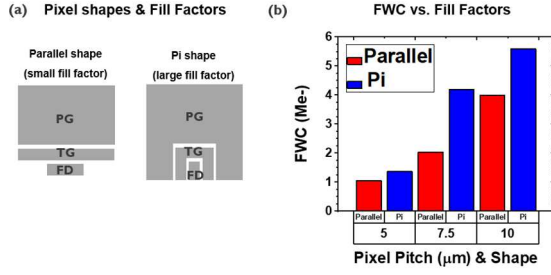 (a) Pixel shapes & Fill Factors
Parallel shape
(small fill factor)
PG
TG
FD
Pi shape
(large fill factor)
PG
TG
FD
(b) FWC vs. Fill Factors
FWC (Me-)
6
5
4
3
2
1
0
Parallel
Pi
Parallel Pi Parallel Pi Parallel Pi
5 7.5 10
Pixel Pitch (μm) & Shape